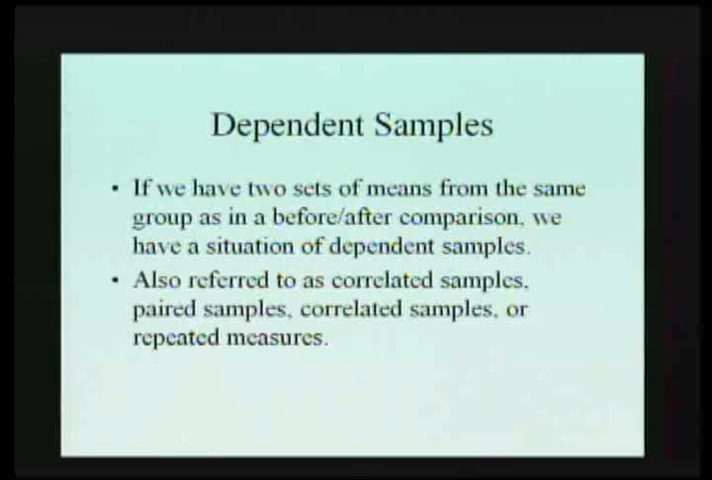 Dependent Samples
• If we have two sets of means from the same
group as in a before/after comparison, we
have a situation of dependent samples.
• Also referred to as correlated samples,
paired samples, correlated samples, or
repeated measures.